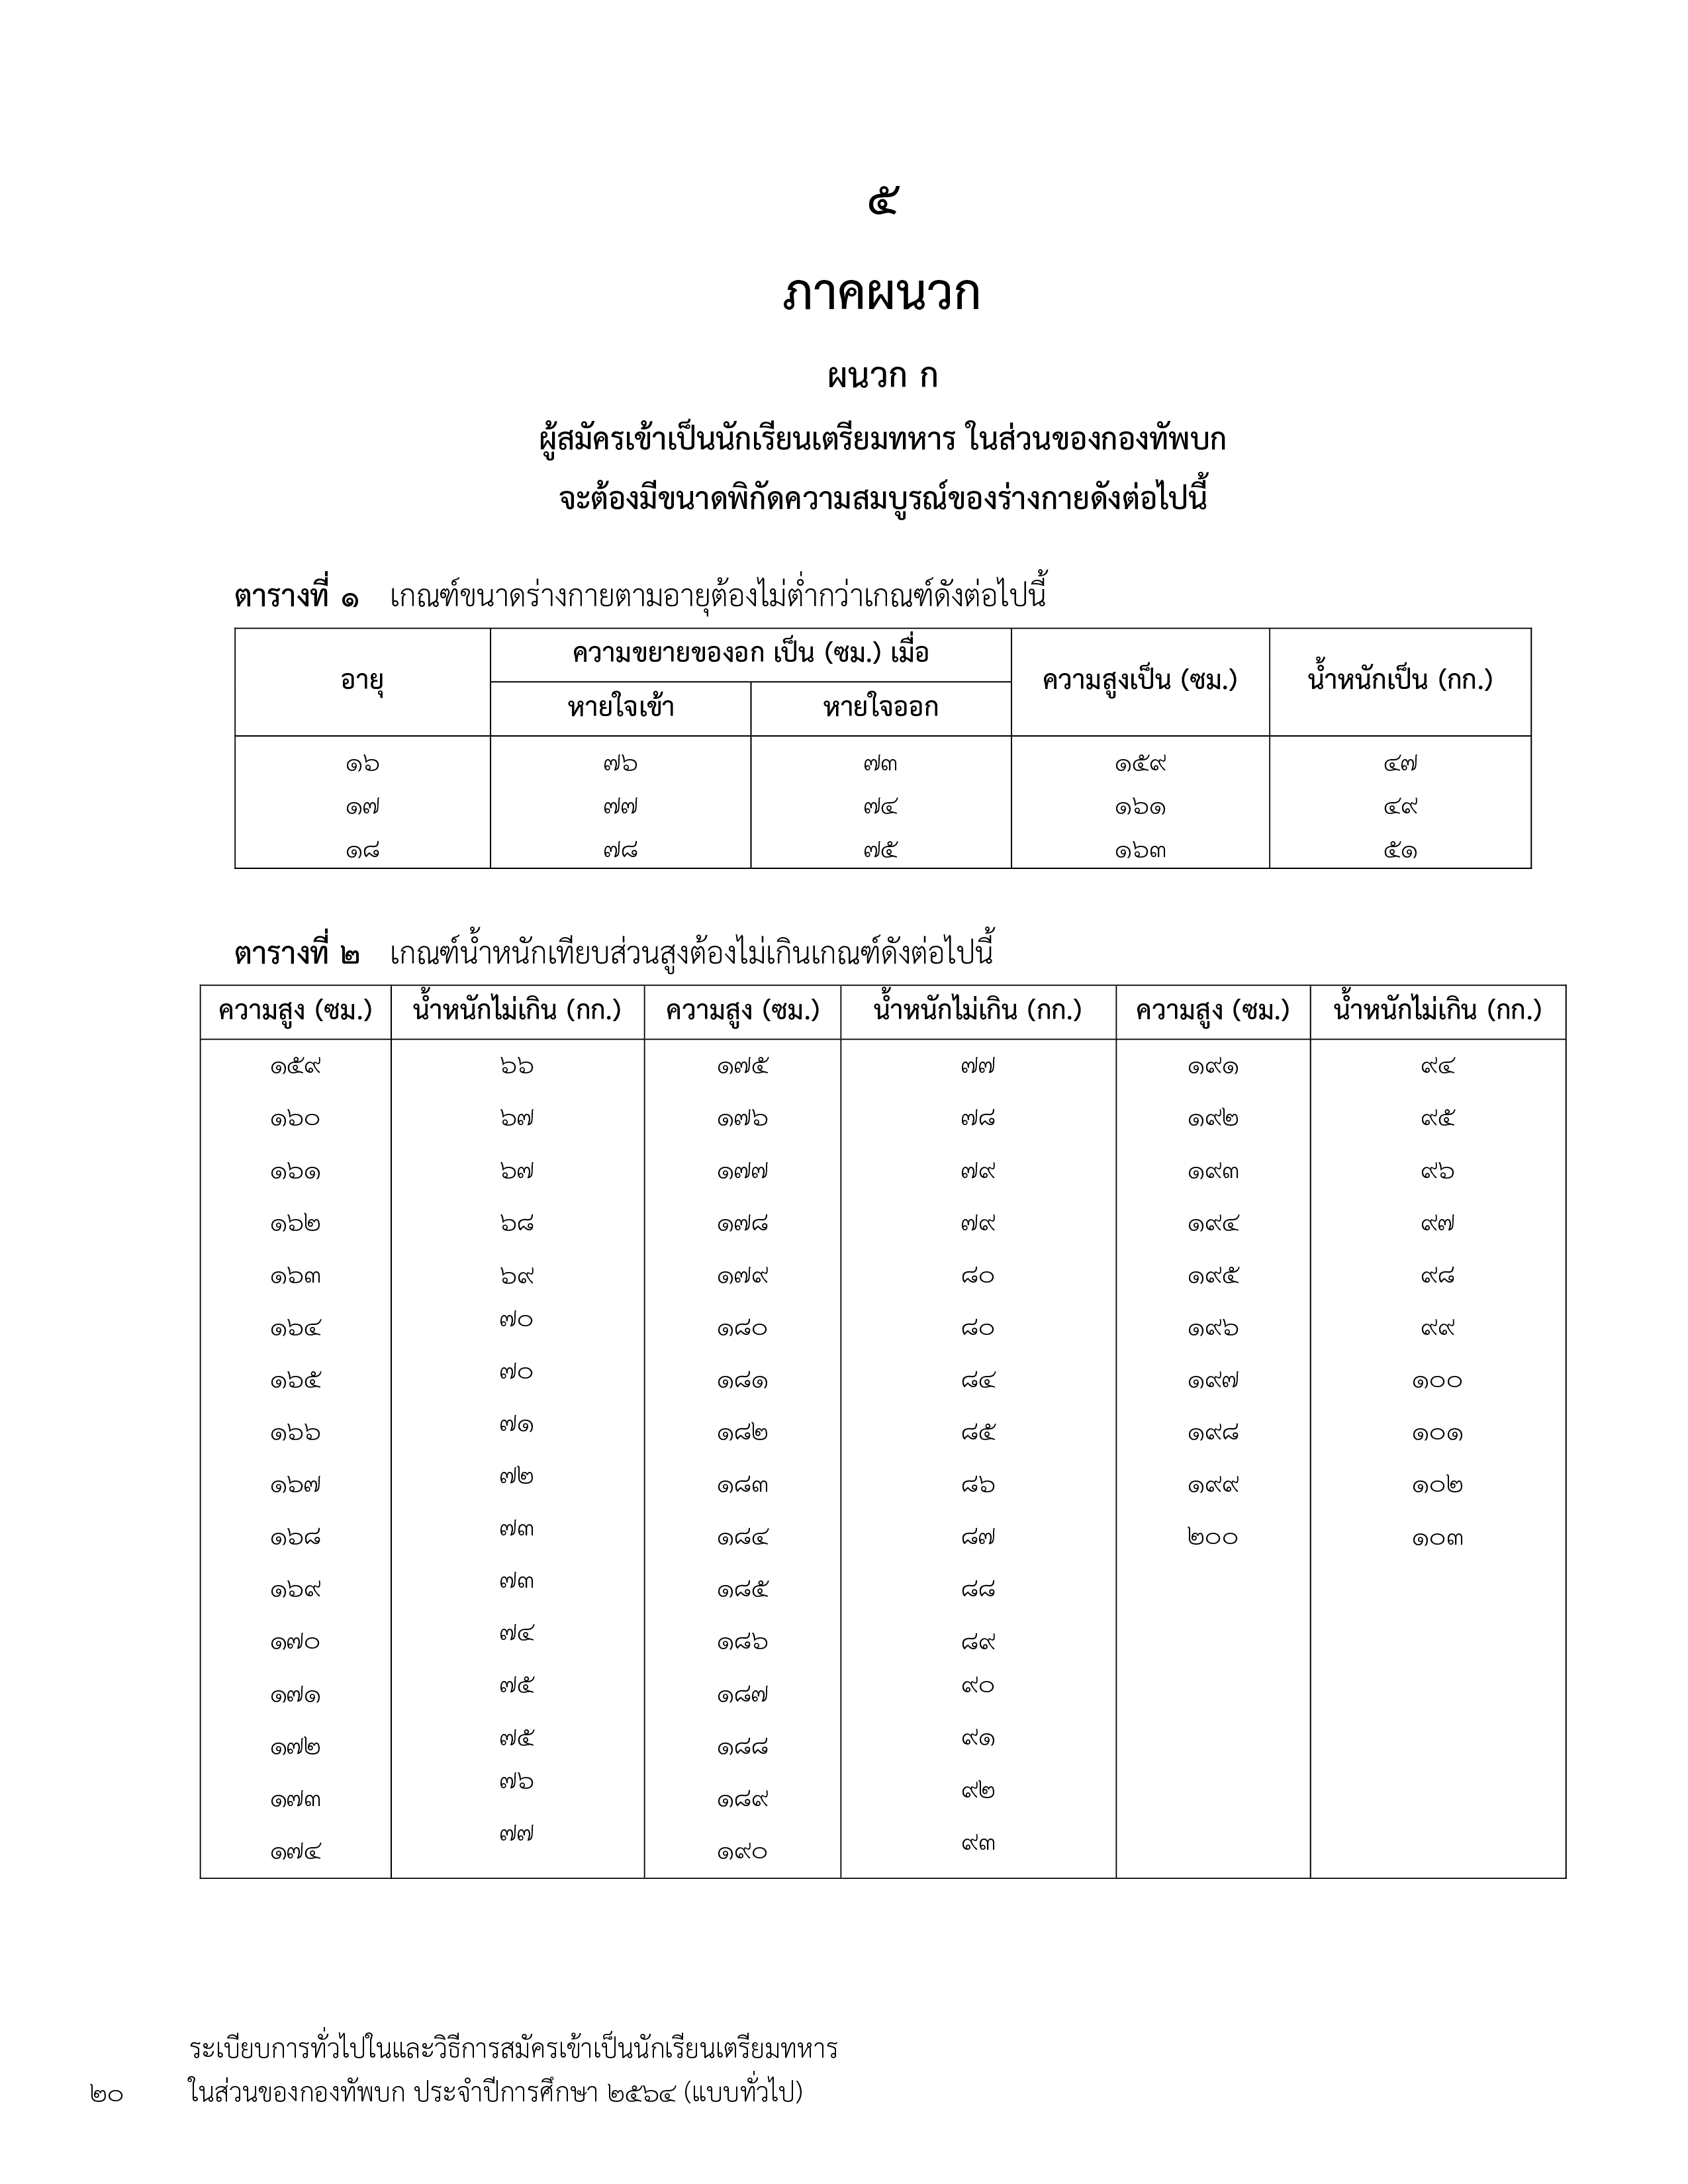 ๕
ภาคผนวก
ผนวก ก
ผู้สมัครเข้าเป็นนักเรียนเตรียมทหาร ในส่วนของกองทัพบก
จะต้องมีขนาดพิกัดความสมบูรณ์ของร่างกายดังต่อไปนี้
ตารางที่ ๑ เกณฑ์ขนาดร่างกายตามอายุต้องไม่ต่ำกว่าเกณฑ์ดังต่อไปนี้
อายุ ความขยายของอก เป็น (ซม.) เมื่อ ความสูงเป็น (ซม.) น้ำหนักเป็น (กก.)
หายใจเข้า หายใจออก
๑๖ ๗๖ ๗๓ ๑๕๙ ๔๗
๑๗ ๗๗ ๗๔ ๑๖๑ ๔๙
๑๘ ๗๘ ๗๕ ๑๖๓ ๕๑
ตารางที่ ๒ เกณฑ์น้ำหนักเทียบส่วนสูงต้องไม่เกินเกณฑ์ดังต่อไปนี้
ความสูง (ซม.) น้ำหนักไม่เกิน (กก.) ความสูง (ซม.) น้ำหนักไม่เกิน (กก.) ความสูง (ซม.) น้ำหนักไม่เกิน (กก.)
๑๕๙ ๖๖ ๑๗๕ ๗๗ ๑๙๑ ๙๔
๑๖๐ ๖๗ ๑๗๖ ๗๘ ๑๙๒ ๙๕
๑๖๑ ๖๗ ๑๗๗ ๗๙ ๑๙๓ ๙๖
๑๖๒ ๖๘ ๑๗๘ ๗๙ ๑๙๔ ๙๗
๑๖๓ ๖๙ ๑๗๙ ๘๐ ๑๙๕ ๙๘
๑๖๔ ๗๐ ๑๘๐ ๘๐ ๑๙๖ ๙๙
๑๖๕ ๗๐ ๑๘๑ ๘๔ ๑๙๗ ๑๐๐
๑๖๖ ๗๑ ๑๘๒ ๘๕ ๑๙๘ ๑๐๑
๑๖๗ ๗๒ ๑๘๓ ๘๖ ๑๙๙ ๑๐๒
๑๖๘ ๗๓ ๑๘๔ ๘๗ ๒๐๐ ๑๐๓
๑๖๙ ๗๓ ๑๘๕ ๘๘
๑๗๐ ๗๔ ๑๘๖ ๘๙
๑๗๑ ๗๕ ๑๘๗ ๙๐
๑๗๒ ๗๕ ๑๘๘ ๙๑
๑๗๓ ๗๖ ๑๘๙ ๙๒
๑๗๔ ๗๗ ๑๙๐ ๙๓
ระเบียบการทั่วไปในและวิธีการสมัครเข้าเป็นนักเรียนเตรียมทหาร
๒๐ ในส่วนของกองทัพบก ประจำปีการศึกษา ๒๕๖๔ (แบบทั่วไป)